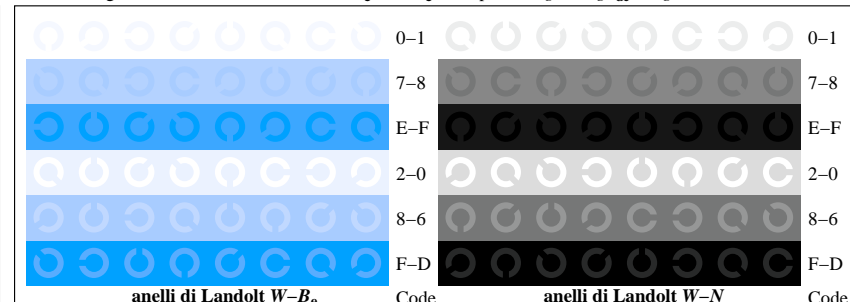 0–1 0–1
7–8 7–8
E–F E–F
2–0 2–0
8–6 8–6
F–D F–D
anelli di Landolt W–Be Code anelli di Landolt W–N Code